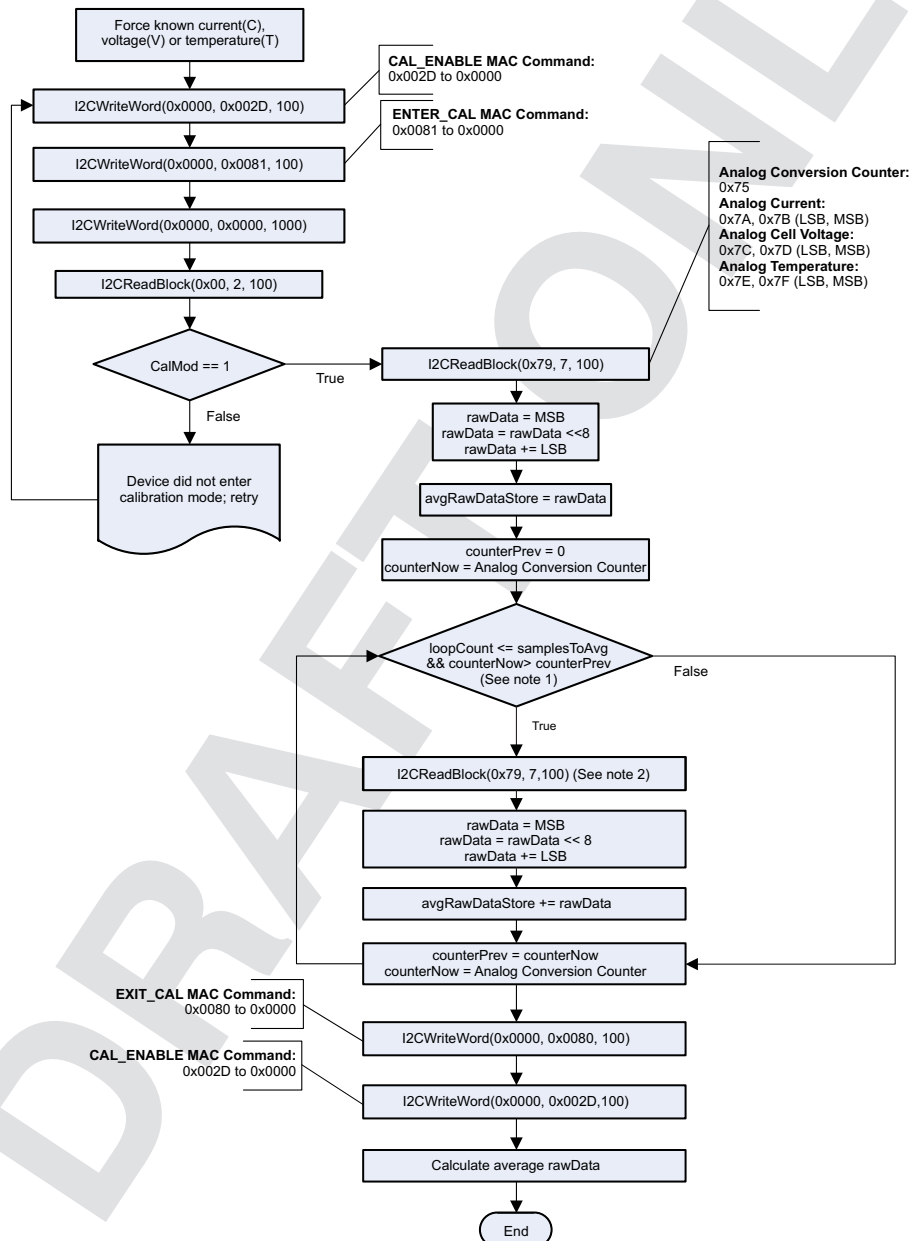 Force known current(C),
voltage(V) or temperature(T)
CAL_ENABLE MAC Command:
0x002D to 0x0000
I2CWriteWord(0x0000, 0x002D, 100)
ENTER_CAL MAC Command:
0x0081 to 0x0000
I2CWriteWord(0x0000, 0x0081, 100)
Analog Conversion Counter:
0x75
Analog Current:
0x7A, 0x7B (LSB, MSB)
Analog Cell Voltage:
0x7C, 0x7D (LSB, MSB)
Analog Temperature:
0x7E, 0x7F (LSB, MSB)
I2CWriteWord(0x0000, 0x0000, 1000)
I2CReadBlock(0x00, 2, 100)
CalMod == 1
True
False
Device did not enter
calibration mode; retry
I2CReadBlock(0x79, 7, 100)
rawData = MSB
rawData = rawData <<8
rawData += LSB
avgRawDataStore = rawData
counterPrev = 0
counterNow = Analog Conversion Counter
loopCount <= samplesToAvg
&& counterNow> counterPrev
(See note 1)
False
True
I2CReadBlock(0x79, 7,100) (See note 2)
rawData = MSB
rawData = rawData << 8
rawData += LSB
avgRawDataStore += rawData
counterPrev = counterNow
counterNow = Analog Conversion Counter
EXIT_CAL MAC Command:
0x0080 to 0x0000
I2CWriteWord(0x0000, 0x0080, 100)
CAL_ENABLE MAC Command:
0x002D to 0x0000
I2CWriteWord(0x0000, 0x002D,100)
Calculate average rawData
End
DRAFT ONL